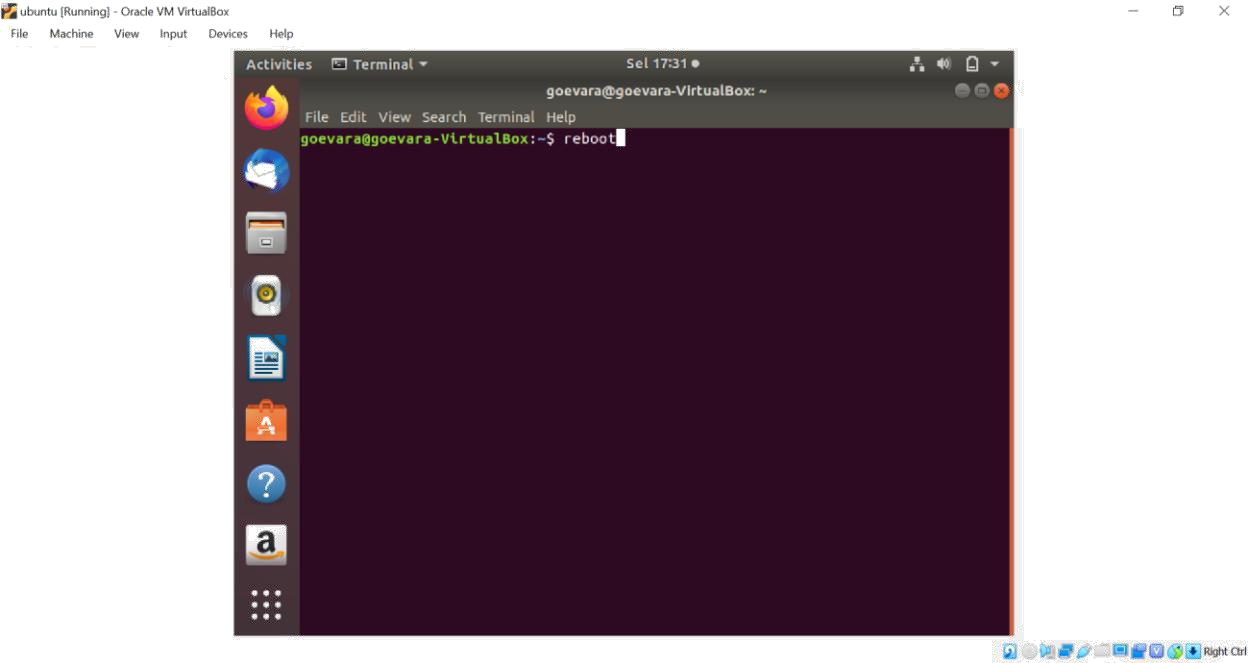 ubuntu [Running] - Oracle VM VirtualBox
File Machine View Input Devices Help
Activities Terminal Sel 17:31
goevara@goevara-VirtualBox: ~
File Edit View Search Terminal Help
goevara@goevara-VirtualBox:~$ reboot
Right Ctrl